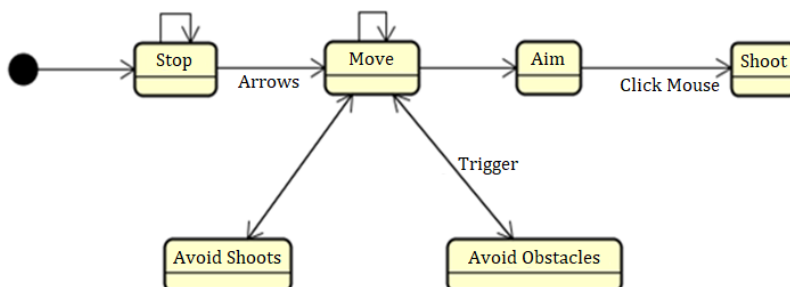 Stop
Move
Aim
Shoot
Arrows
Click Mouse
Trigger
Avoid Shoots
Avoid Obstacles